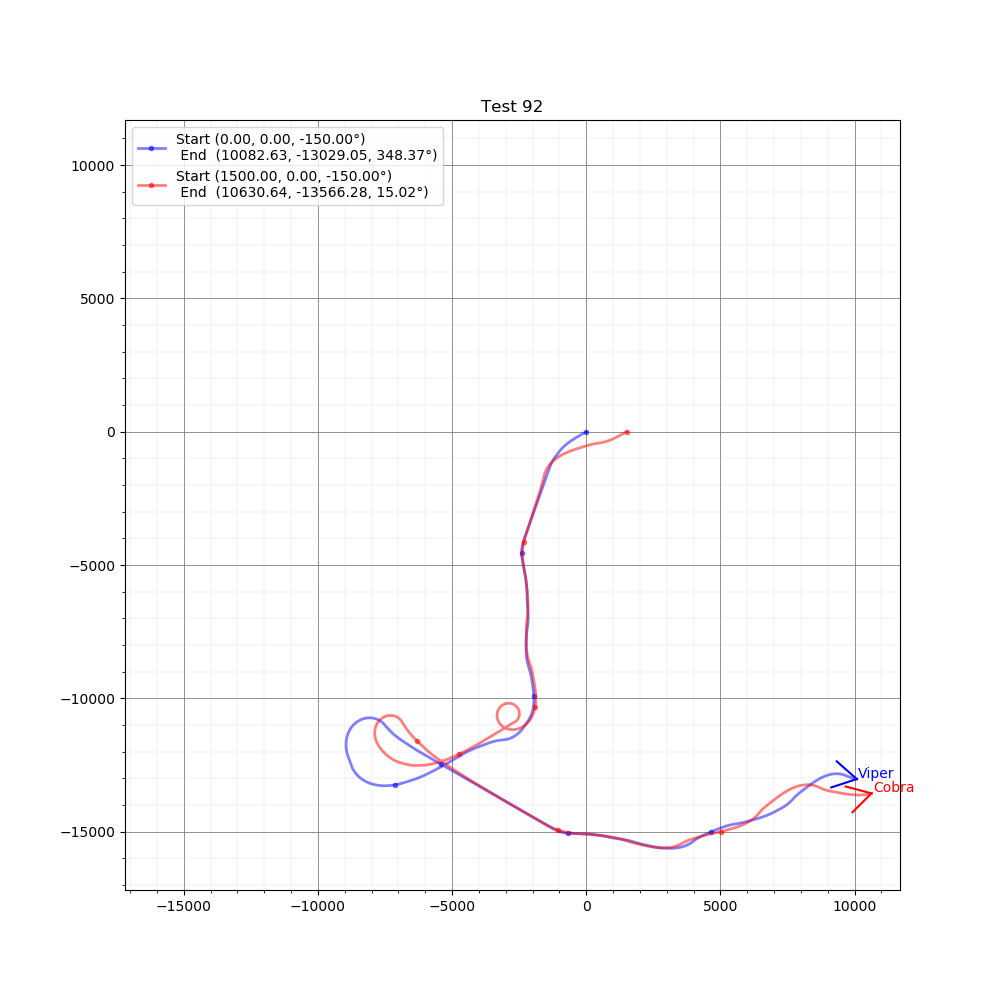 Test 92
Start (0.00, 0.00, -150.00°)
End (10082.63, -13029.05, 348.37°)
Start (1500.00, 0.00, -150.00°)
End (10630.64, -13566.28, 15.02°)
10000
5000
0
−5000
−10000
−15000
Viper
Cobra
−15000 −10000 −5000 0 5000 10000